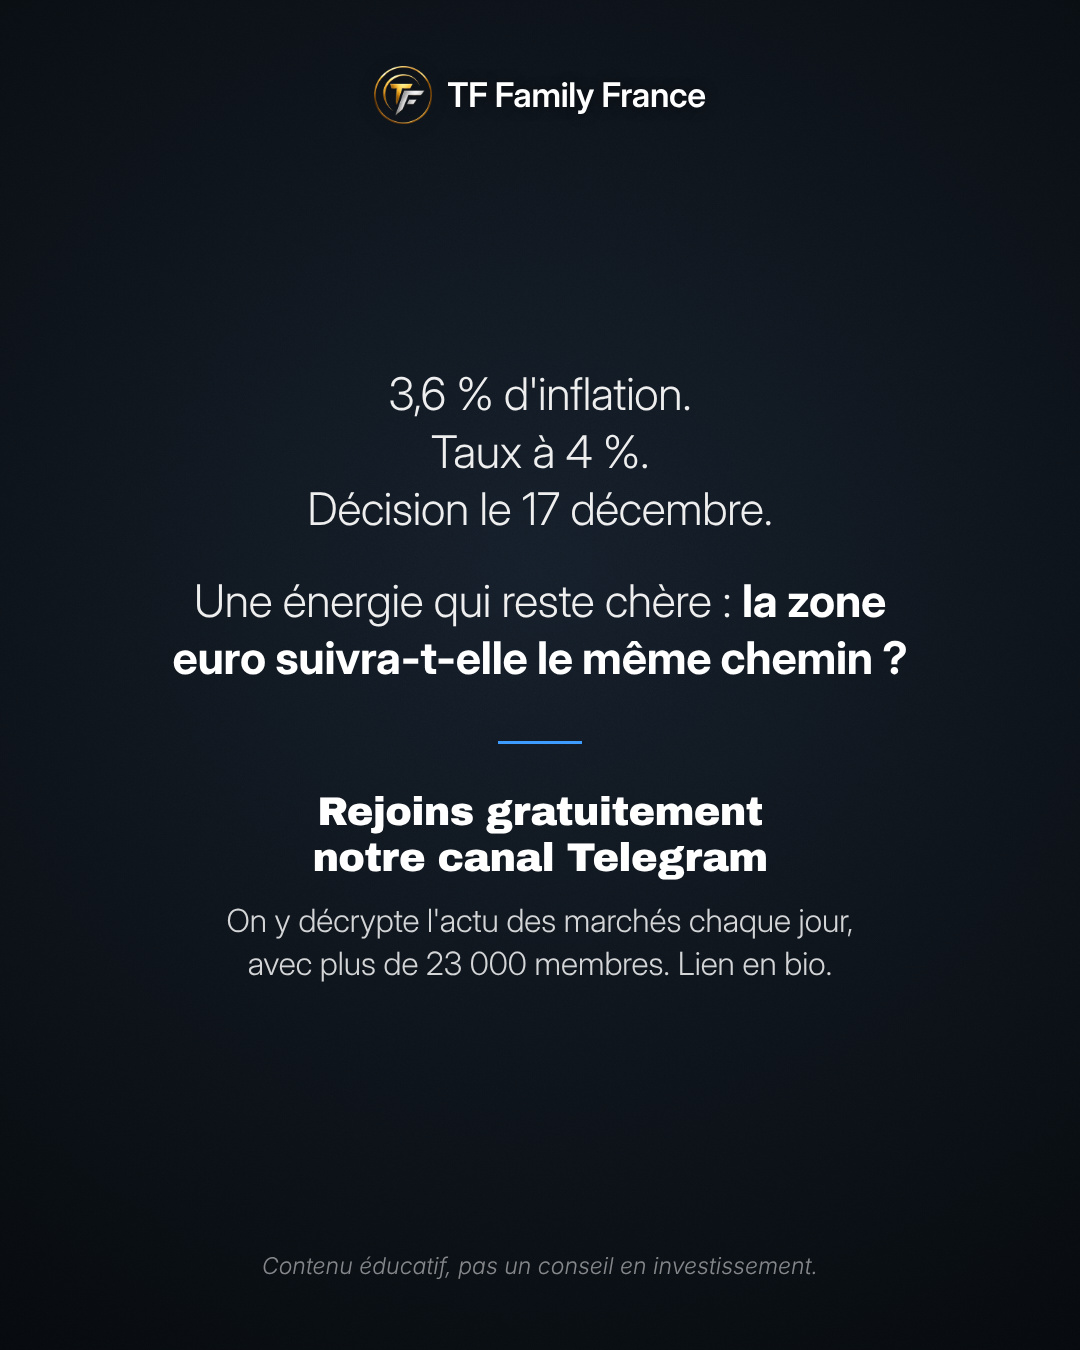 TF TF Family France
3,6 % d'inflation.
Taux à 4 %.
Décision le 17 décembre.
Une énergie qui reste chère : la zone
euro suivra-t-elle le même chemin ?
Rejoins gratuitement
notre canal Telegram
On y décrypte l'actu des marchés chaque jour,
avec plus de 23 000 membres. Lien en bio.
Contenu éducatif, pas un conseil en investissement.